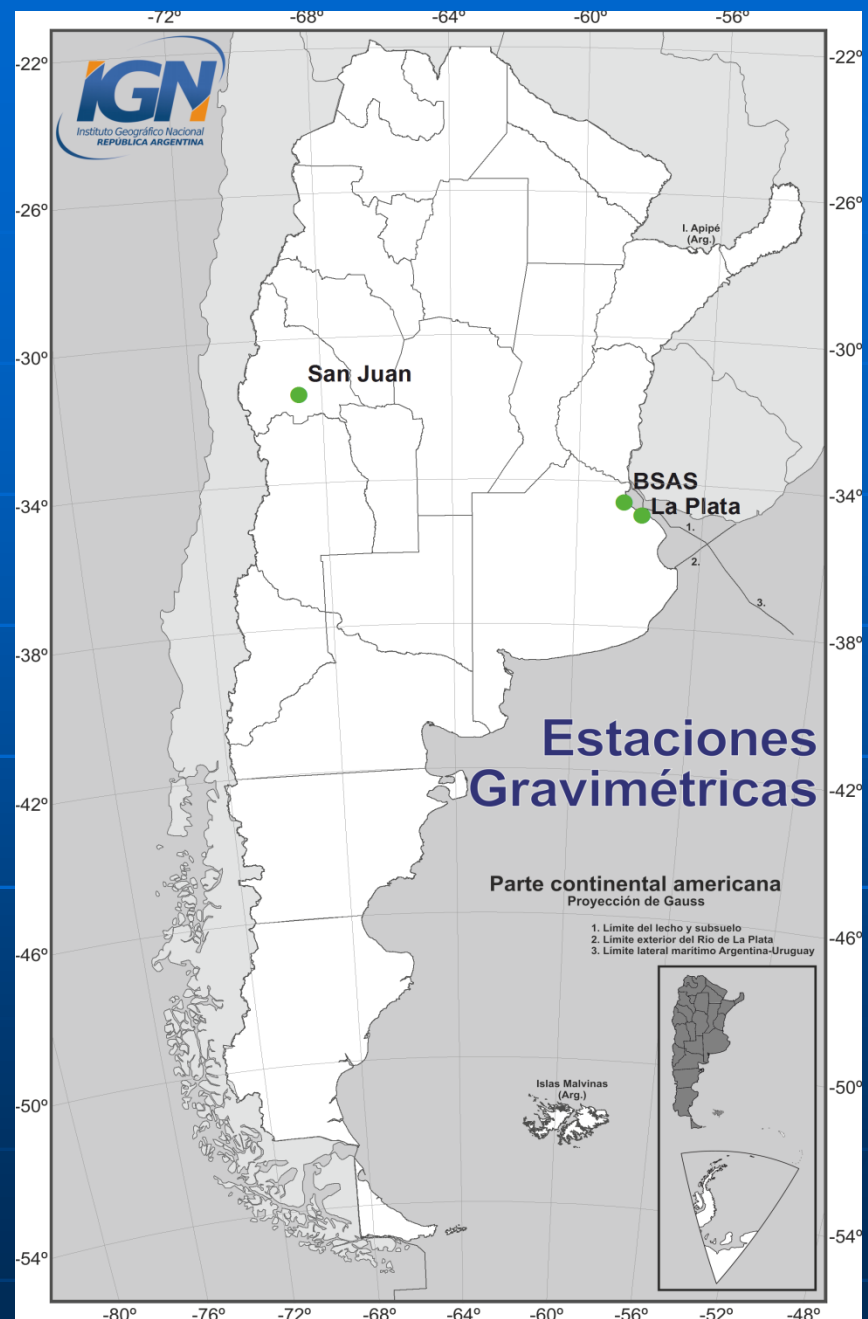 -72º -68º -64º -60º -56º
-22º -22º
IGN
Instituto Geográfico Nacional
REPÚBLICA ARGENTINA
-26º -26º
I. Apipé
(Arg.)
-30º -30º
San Juan
BSAS
-34º -34º
La Plata
1.
2.
3.
-38º -38º
Estaciones
Gravimétricas
-42º -42º
Parte continental americana
Proyección de Gauss
1. Límite del lecho y subsuelo
2. Límite exterior del Río de La Plata
3. Límite lateral marítimo Argentina-Uruguay
-46º -46º
Islas Malvinas
(Arg.)
-50º -50º
-54º -54º
-80º -76º -72º -68º -64º -60º -56º -52º -48º